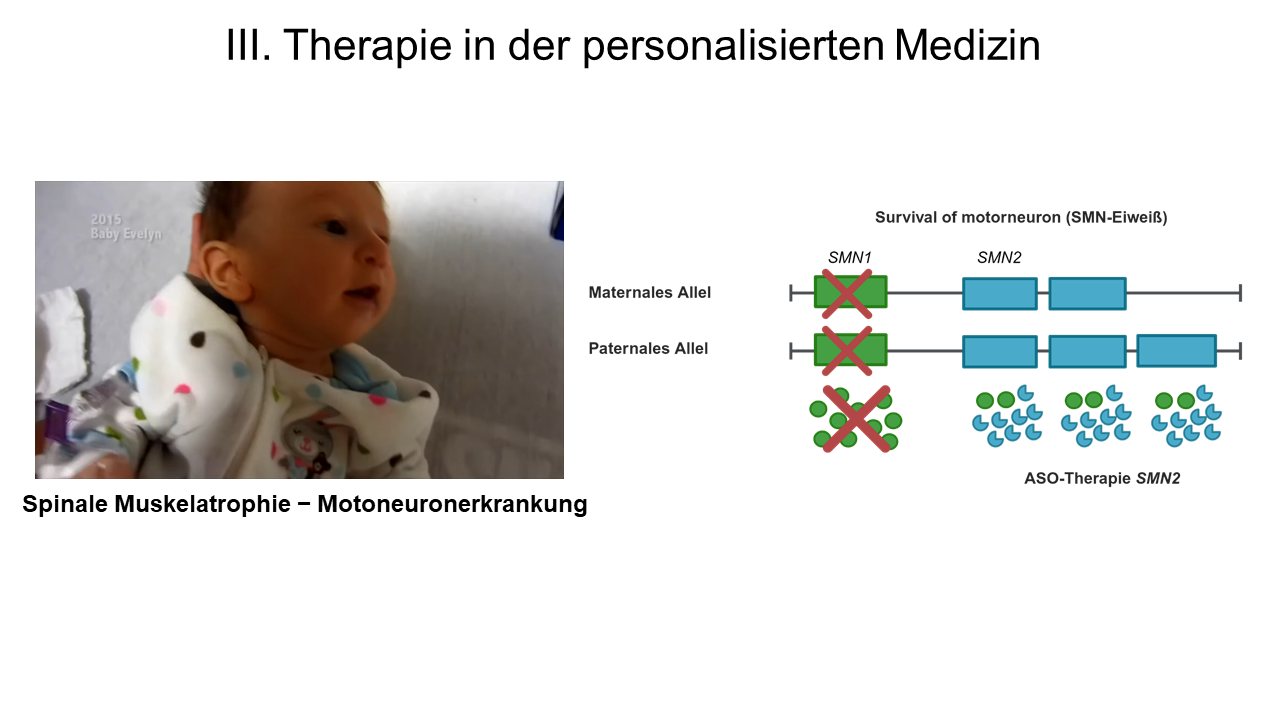 III. Therapie in der personalisierten Medizin
2015
Baby Evelyn
Spinale Muskelatrophie – Motoneuronerkrankung
Survival of motorneuron (SMN-Eiweiß)
SMN1 SMN2
Maternales Allel
Paternales Allel
ASO-Therapie SMN2